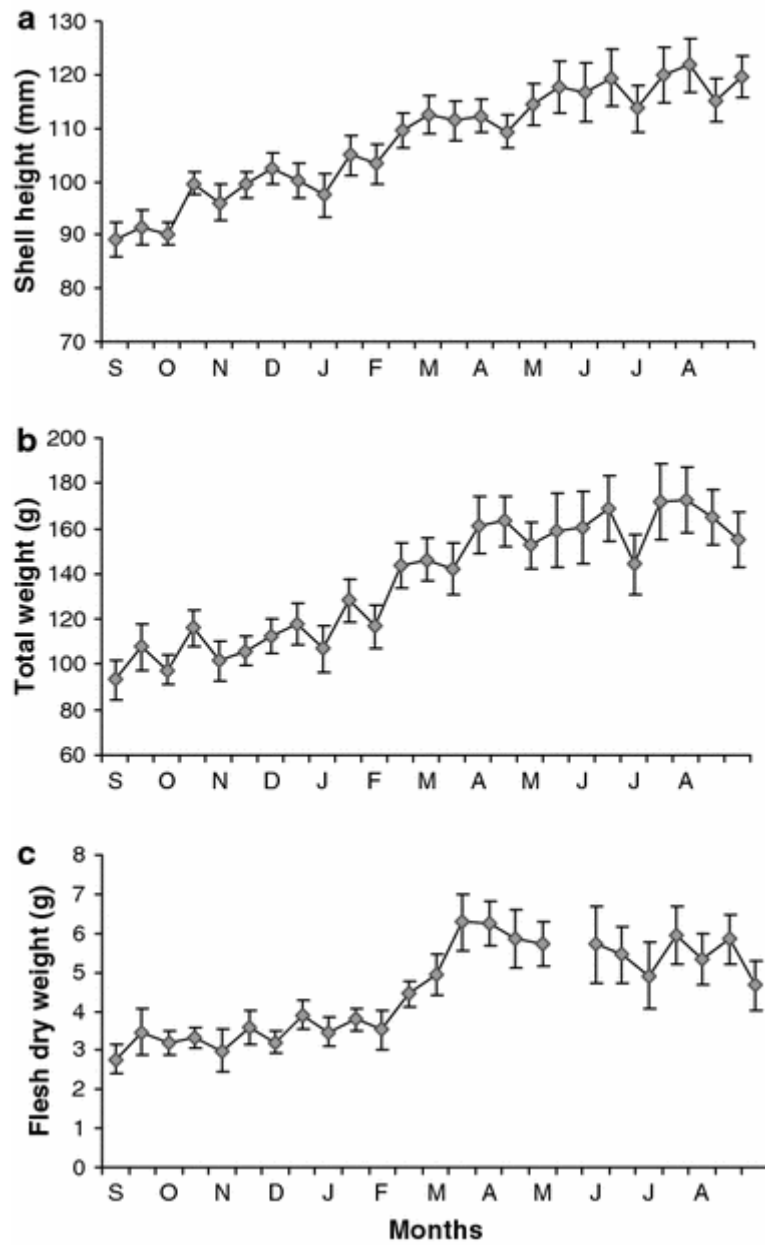 a
Shell height (mm)
130
120
110
100
90
80
70
S O N D J F M A M J J A
b
Total weight (g)
200
180
160
140
120
100
80
60
S O N D J F M A M J J A
c
Flesh dry weight (g)
8
7
6
5
4
3
2
1
0
S O N D J F M A M J J A
Months